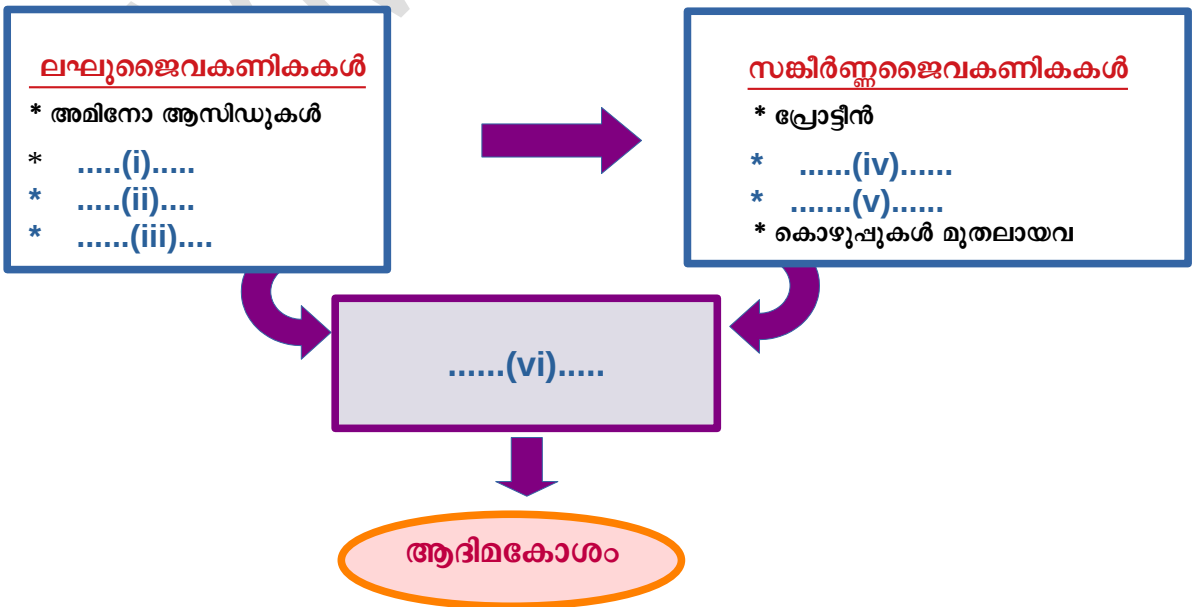 ലഘുജൈവകണികകൾ
* അമിനോ ആസിഡുകൾ
* .....(i).....
* .....(ii)....
* ......(iii)....
സങ്കീർണ്ണജൈവകണികകൾ
* പ്രോട്ടീൻ
* ......(iv)......
* .......(v)......
* കൊഴുപ്പുകൾ മുതലായവ
......(vi).....
ആദിമകോശം